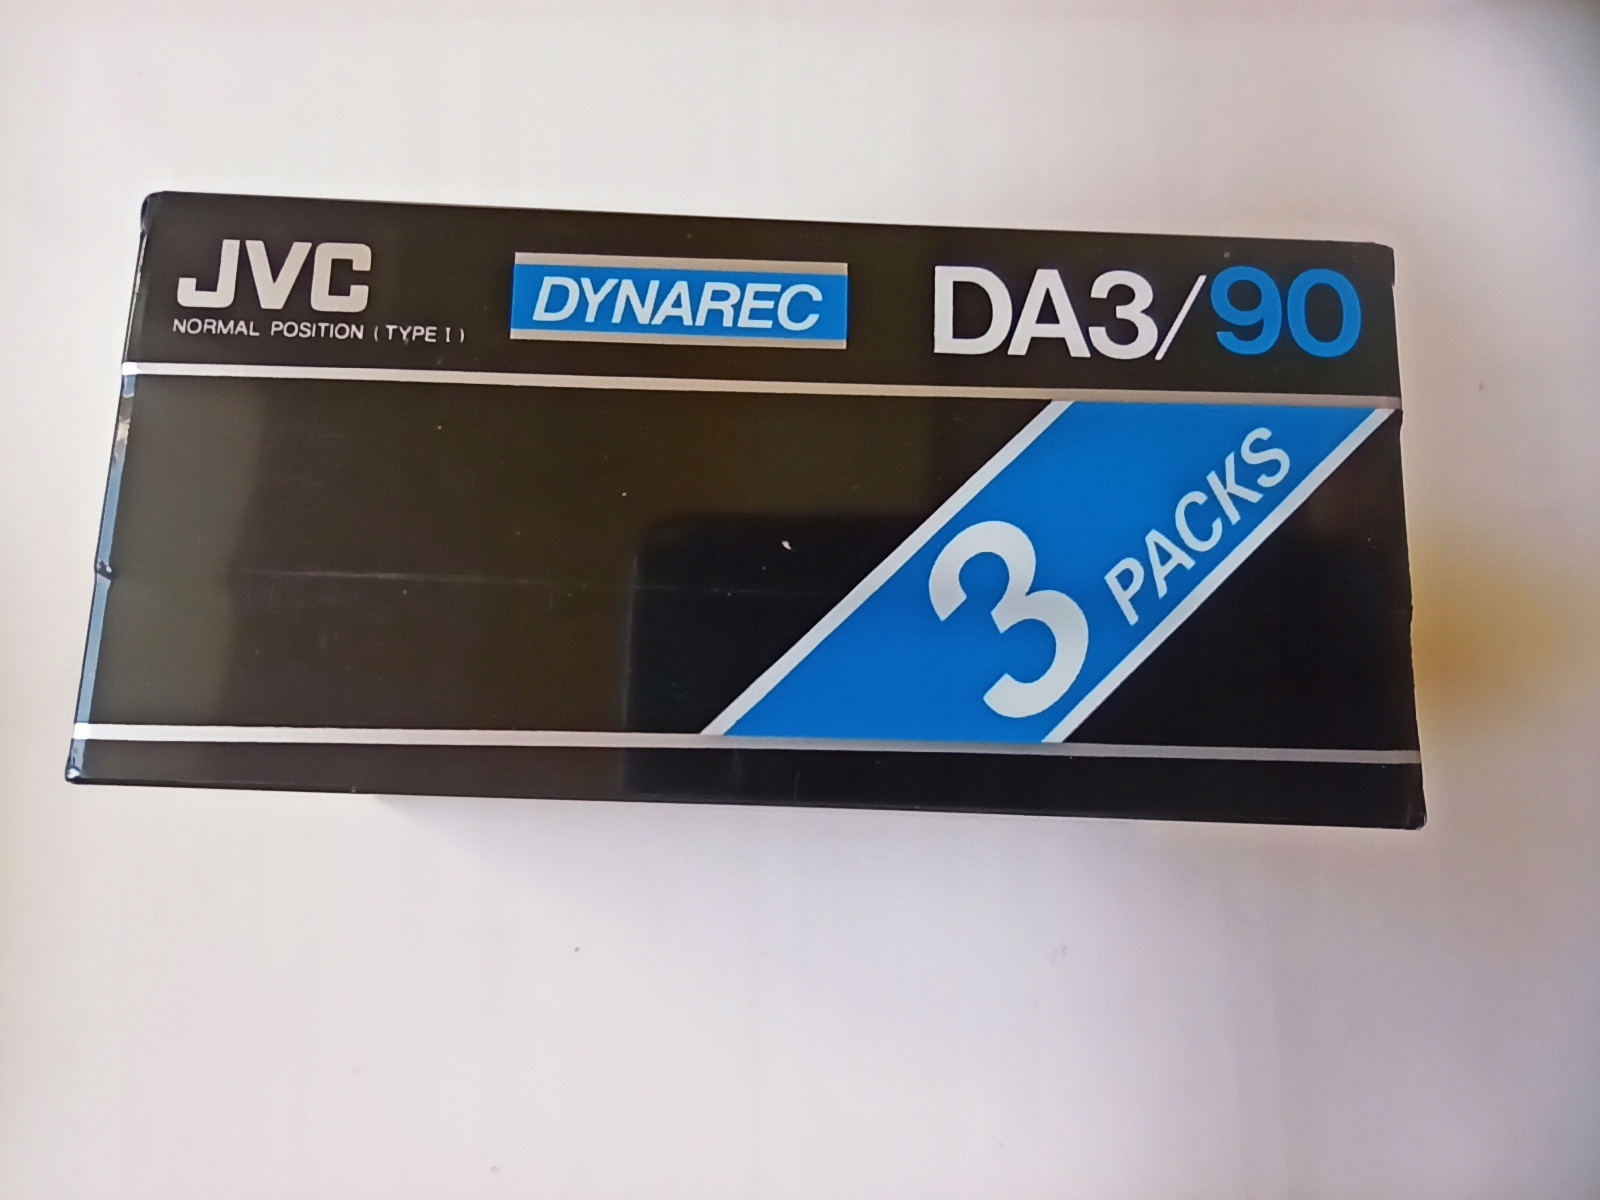 JVC
NORMAL POSITION (TYPE I)
DYNAREC
DA3/90
3 PACKS